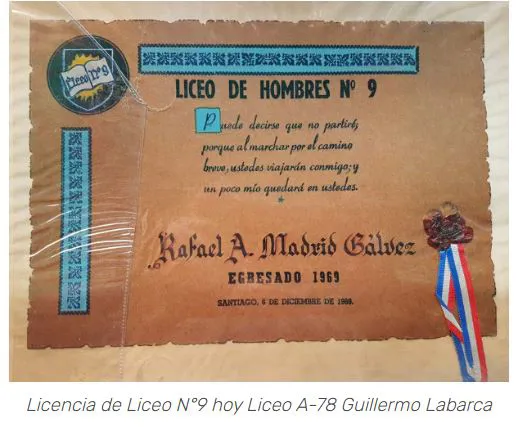 Liceo Nº 9
LICEO DE HOMBRES Nº 9
Puede decirse que no partiré,
porque al marchar por el camino
breve, ustedes viajarán conmigo; y
un poco mío quedará en ustedes.
Rafael A. Madrid Gálvez
EGRESADO 1969
SANTIAGO, 6 DE DICIEMBRE DE 1969.
Licencia de Liceo N°9 hoy Liceo A-78 Guillermo Labarca